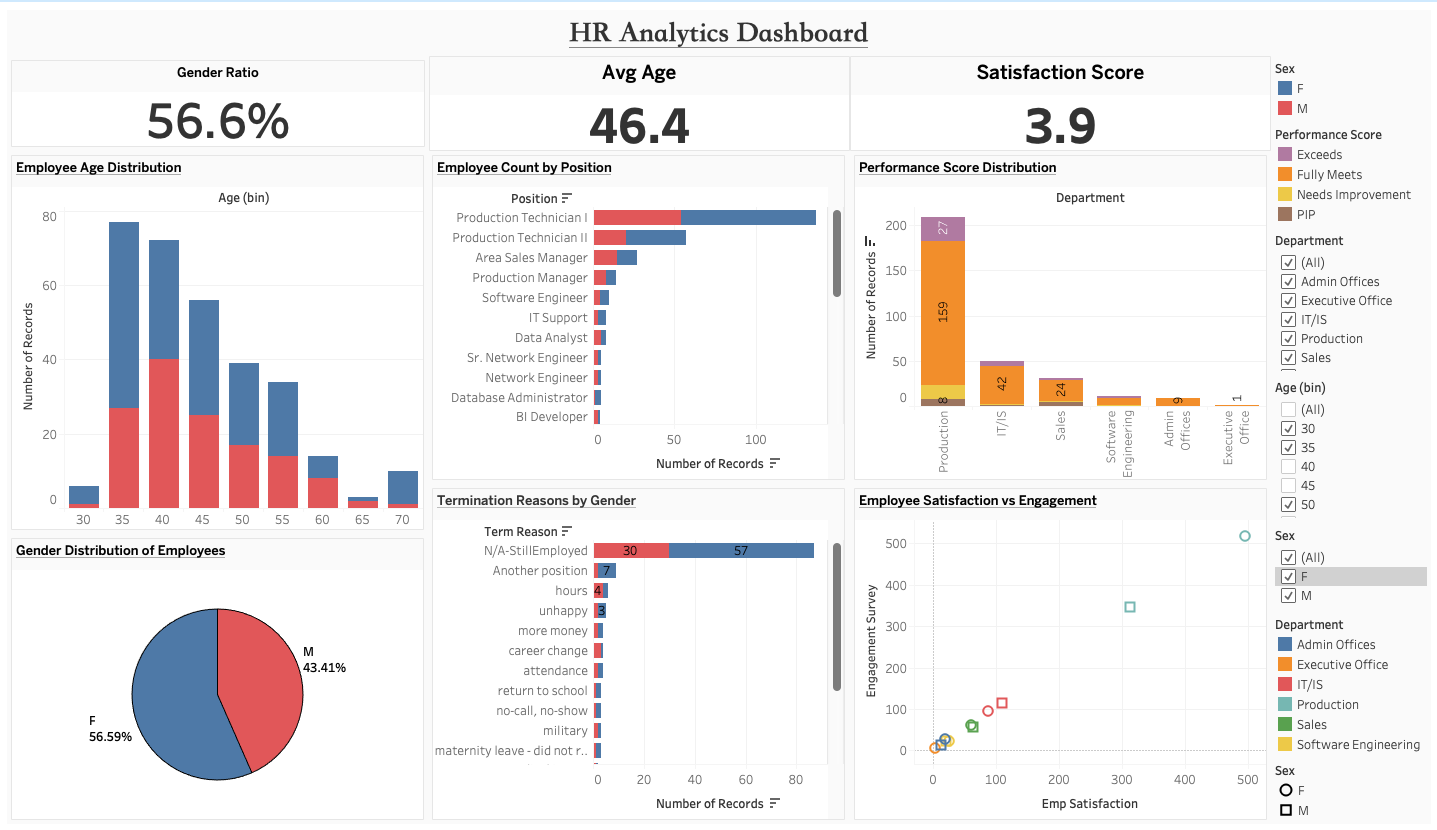 HR Analytics Dashboard
Gender Ratio
56.6%
Avg Age
46.4
Satisfaction Score
3.9
Employee Age Distribution
Age (bin)
Number of Records
80
60
40
20
0
30 35 40 45 50 55 60 65 70
Gender Distribution of Employees
M
43.41%
F
56.59%
Employee Count by Position
Position
Production Technician I
Production Technician II
Area Sales Manager
Production Manager
Software Engineer
IT Support
Data Analyst
Sr. Network Engineer
Network Engineer
Database Administrator
BI Developer
0 50 100
Number of Records
Termination Reasons by Gender
Term Reason
N/A-StillEmployed 30 57
Another position 7
hours 4
unhappy 3
more money
career change
attendance
return to school
no-call, no-show
military
maternity leave - did not r..
0 20 40 60 80
Number of Records
Performance Score Distribution
Department
Number of Records
200
150
100
50
0
27
159
8
42
24
9
1
Production
IT/IS
Sales
Software
Engineering
Admin
Offices
Executive
Office
Employee Satisfaction vs Engagement
Engagement Survey
500
400
300
200
100
0
0 100 200 300 400 500
Emp Satisfaction
Sex
F
M
Performance Score
Exceeds
Fully Meets
Needs Improvement
PIP
Department
(All)
Admin Offices
Executive Office
IT/IS
Production
Sales
Age (bin)
(All)
30
35
40
45
50
Sex
(All)
F
M
Department
Admin Offices
Executive Office
IT/IS
Production
Sales
Software Engineering
Sex
F
M